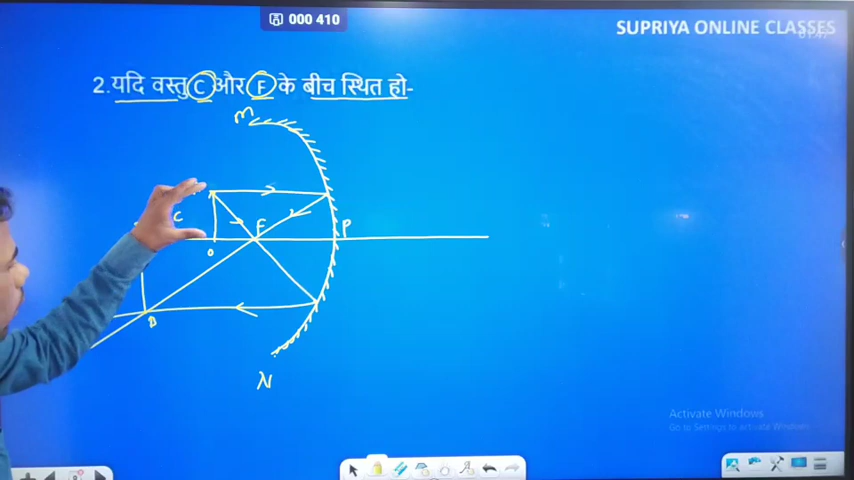 000 410
SUPRIYA ONLINE CLASSES
2. यदि वस्तु C और F के बीच स्थित हो-
M
C
F
P
O
B
N
Activate Windows
Go to Settings to activate Windows.